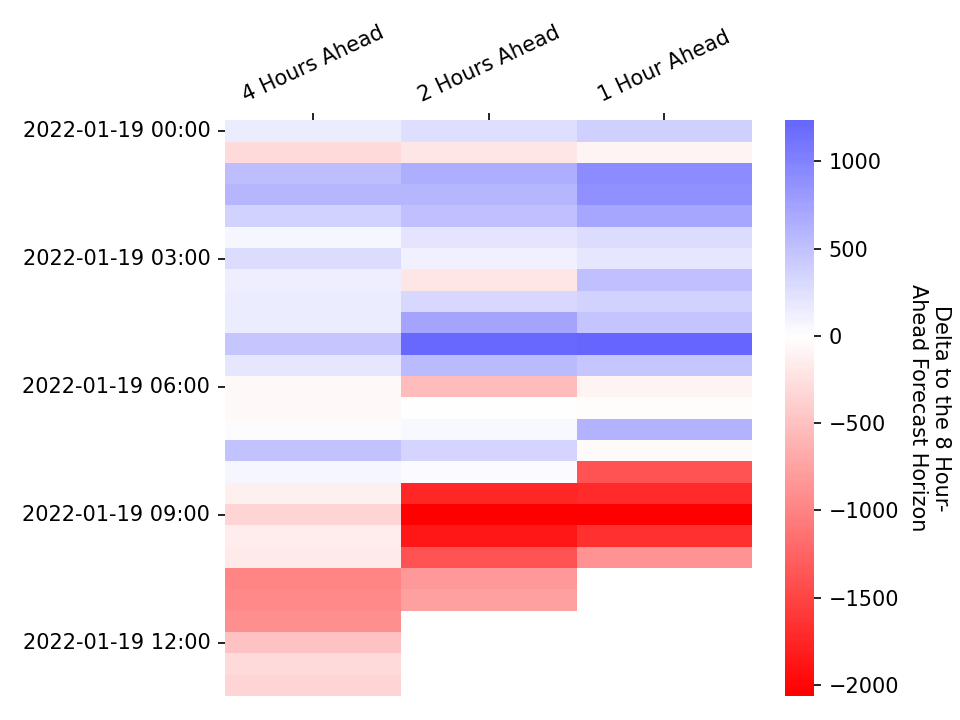 4 Hours Ahead
2 Hours Ahead
1 Hour Ahead
2022-01-19 00:00
2022-01-19 03:00
2022-01-19 06:00
2022-01-19 09:00
2022-01-19 12:00
1000
500
0
−500
−1000
−1500
−2000
Delta to the 8 Hour-
Ahead Forecast Horizon